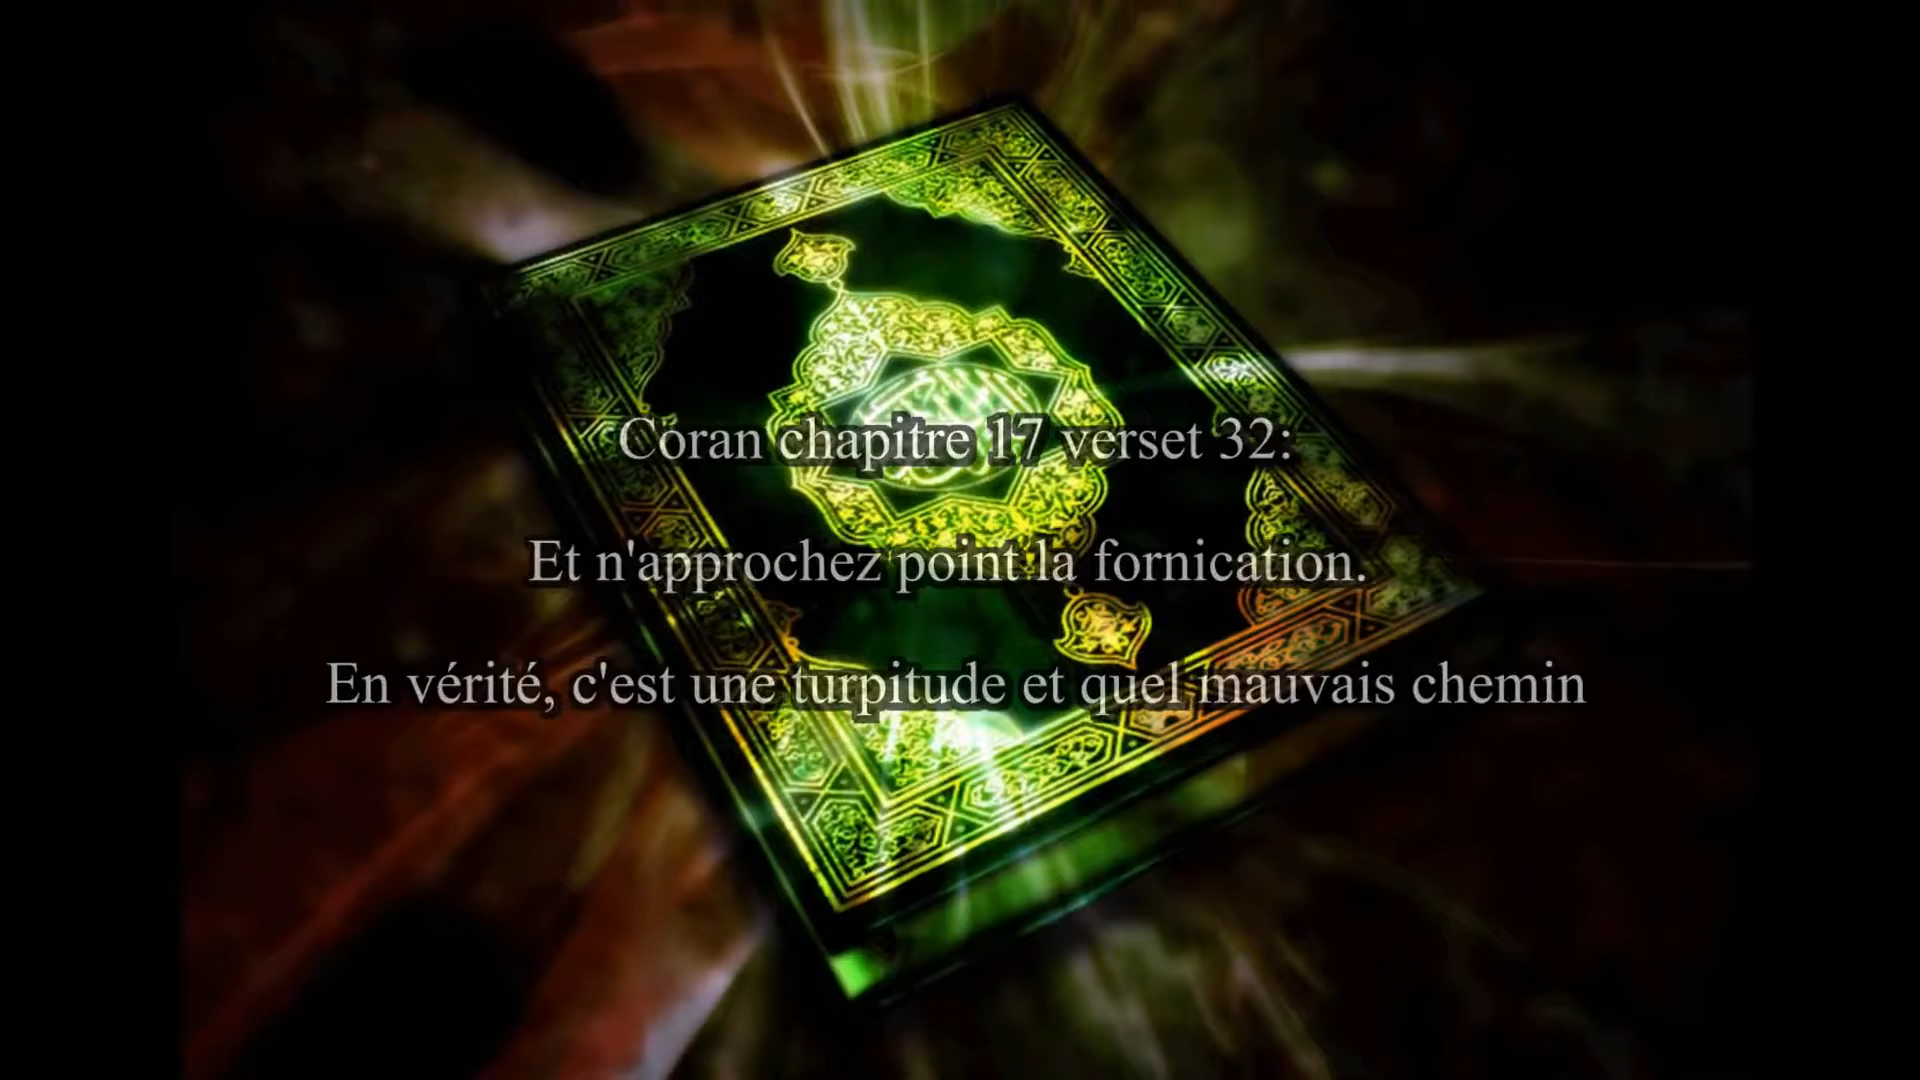 Coran chapitre 17 verset 32:
Et n'approchez point la fornication.
En vérité, c'est une turpitude et quel mauvais chemin